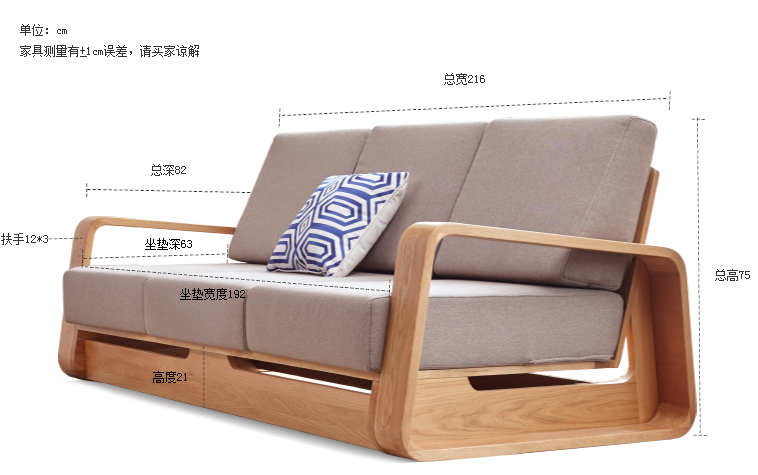 单位：cm
家具测量有±1cm误差，请买家谅解
总宽216
总深82
扶手12*3
坐垫深63
总高75
坐垫宽度192
高度21